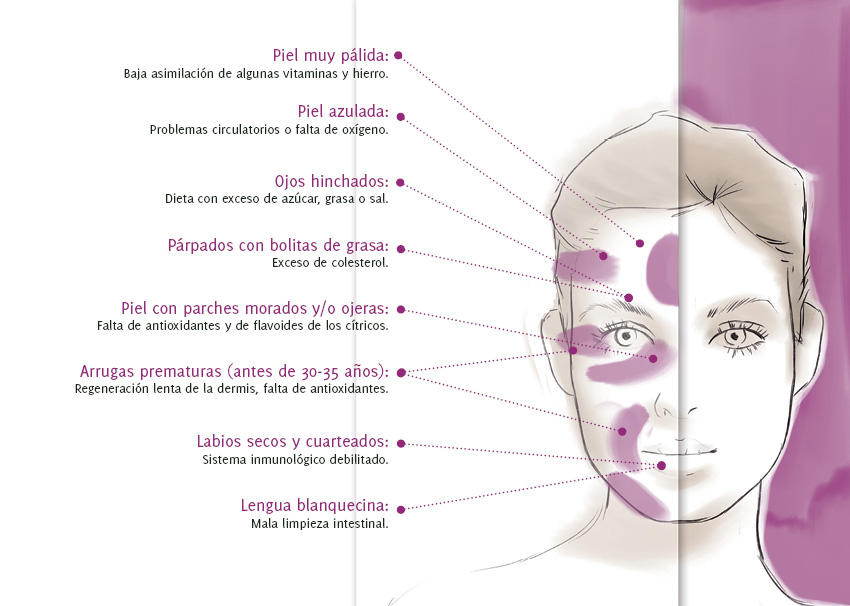 Piel muy pálida:
Baja asimilación de algunas vitaminas y hierro.
Piel azulada:
Problemas circulatorios o falta de oxígeno.
Ojos hinchados:
Dieta con exceso de azúcar, grasa o sal.
Párpados con bolitas de grasa:
Exceso de colesterol.
Piel con parches morados y/o ojeras:
Falta de antioxidantes y de flavoides de los cítricos.
Arrugas prematuras (antes de 30-35 años):
Regeneración lenta de la dermis, falta de antioxidantes.
Labios secos y cuarteados:
Sistema inmunológico debilitado.
Lengua blanquecina:
Mala limpieza intestinal.